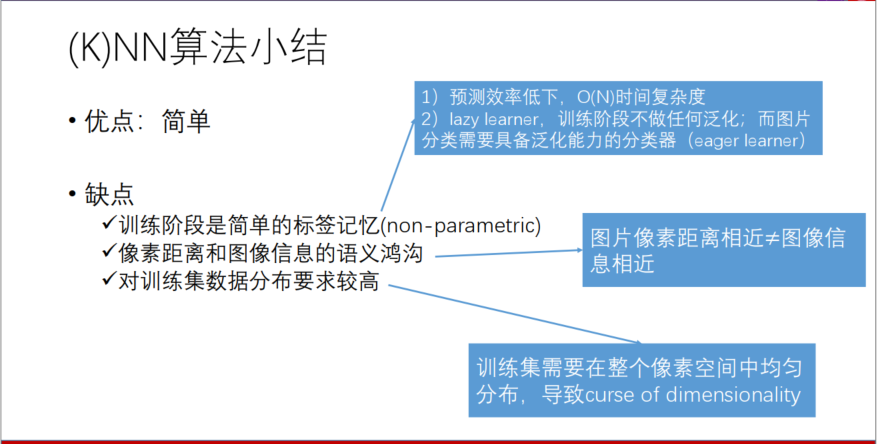 (K)NN算法小结
• 优点：简单
• 缺点
✓训练阶段是简单的标签记忆(non-parametric)
✓像素距离和图像信息的语义鸿沟
✓对训练集数据分布要求较高
1）预测效率低下，O(N)时间复杂度
2）lazy learner，训练阶段不做任何泛化；而图片
分类需要具备泛化能力的分类器（eager learner）
图片像素距离相近≠图像信
息相近
训练集需要在整个像素空间中均匀
分布，导致curse of dimensionality